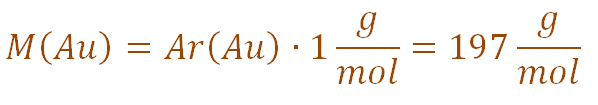 M(Au) = Ar(Au) · 1 g/mol = 197 g/mol